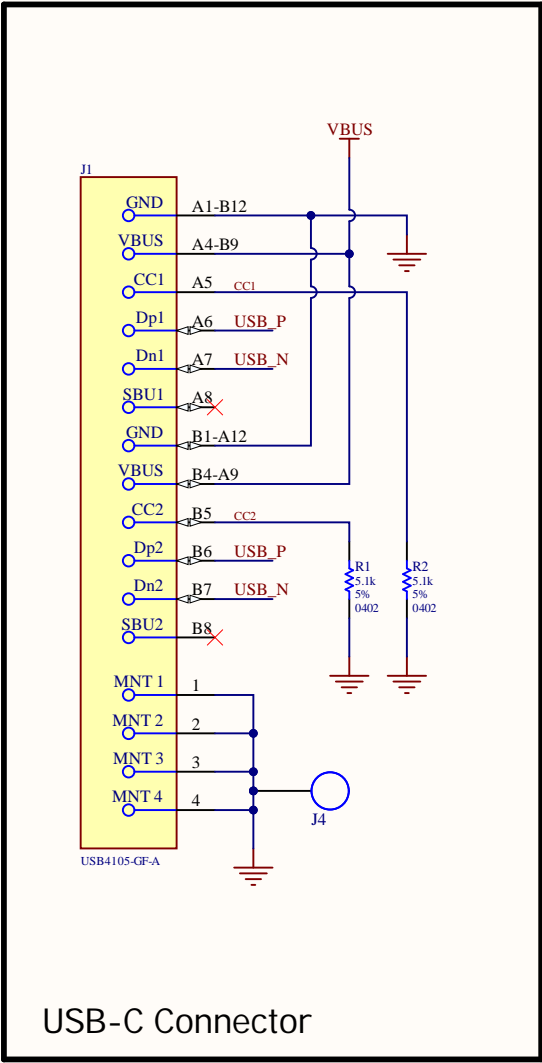 VBUS
J1
GND A1-B12
VBUS A4-B9
CC1 A5 CC1
Dp1 A6 USB_P
Dn1 A7 USB_N
SBU1 A8
GND B1-A12
VBUS B4-A9
CC2 B5 CC2
Dp2 B6 USB_P
R1 R2
5.1k 5.1k
5% 5%
0402 0402
Dn2 B7 USB_N
SBU2 B8
MNT 1 1
MNT 2 2
MNT 3 3
MNT 4 4
J4
USB4105-GF-A
USB-C Connector